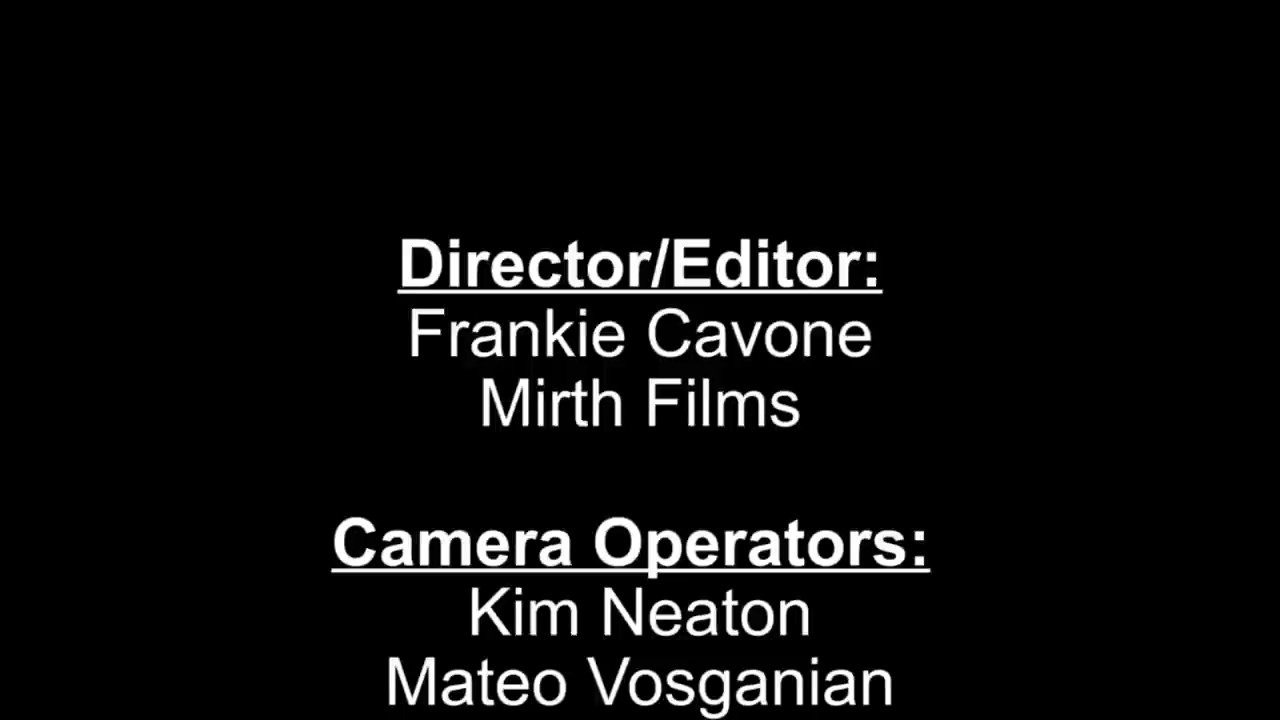 Director/Editor:
Frankie Cavone
Mirth Films
Camera Operators:
Kim Neaton
Mateo Vosganian